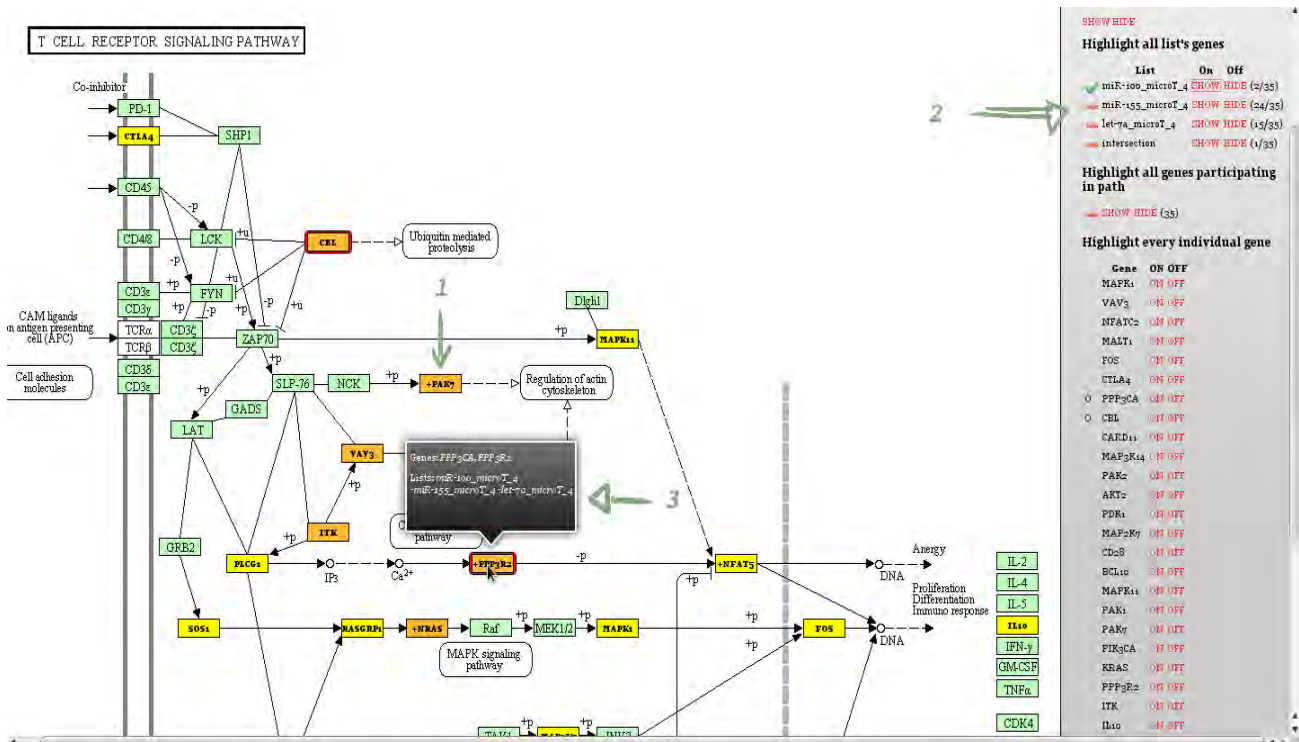 T CELL RECEPTOR SIGNALING PATHWAY
Co-inhibitor
PD-1
CTLA4
SHP1
CD45
-p
CD4/8
LCK
+u
CBL
Ubiquitin mediated
proteolysis
-p
+p
+u
1
CD3ε
FYN
CD3γ
+p
-p
+p
-p
+u
Dlgh1
CAM ligands
on antigen presenting
cell (APC)
TCRα
CD3ζ
TCRβ
CD3ζ
ZAP70
+p
MAPK11
+p
CD3δ
CD3ε
Cell adhesion
molecules
+p
SLP-76
NCK
+p
+PAK7
Regulation of actin
cytoskeleton
GADS
LAT
VAV3
+p
Genes: PPP3CA, PPP3R2
Lists: miR-100_microT_4
-miR-155_microT_4 -let-7a_microT_4
3
ITK
pathway
GRB2
+p
PLCG1
IP3
Ca2+
+PPP3R2
-p
+NFAT5
+p
DNA
Anergy
Proliferation
Differentiation
Immuno response
SOS1
RASGRP1
+NRAS
+p
Raf
+p
MEK1/2
+p
MAPK1
+p
FOS
DNA
MAPK signaling
pathway
+p
+p
+p
IL-2
IL-4
IL-5
IL10
IFN-γ
GM-CSF
TNFα
CDK4
2
SHOW HIDE
Highlight all list's genes
List On Off
miR-100_microT_4 SHOW HIDE (2/35)
miR-155_microT_4 SHOW HIDE (24/35)
let-7a_microT_4 SHOW HIDE (15/35)
intersection SHOW HIDE (1/35)
Highlight all genes participating
in path
SHOW HIDE (35)
Highlight every individual gene
Gene ON OFF
MAPK1 ON OFF
VAV3 ON OFF
NFATC2 ON OFF
MALT1 ON OFF
FOS ON OFF
CTLA4 ON OFF
PPP3CA ON OFF
CBL ON OFF
CARD11 ON OFF
MAP3K14 ON OFF
PAK2 ON OFF
AKT2 ON OFF
PDK1 ON OFF
MAP2K7 ON OFF
CD28 ON OFF
BCL10 ON OFF
MAPK11 ON OFF
PAK1 ON OFF
PAK7 ON OFF
PIK3CA ON OFF
KRAS ON OFF
PPP3R2 ON OFF
ITK ON OFF
IL10 ON OFF